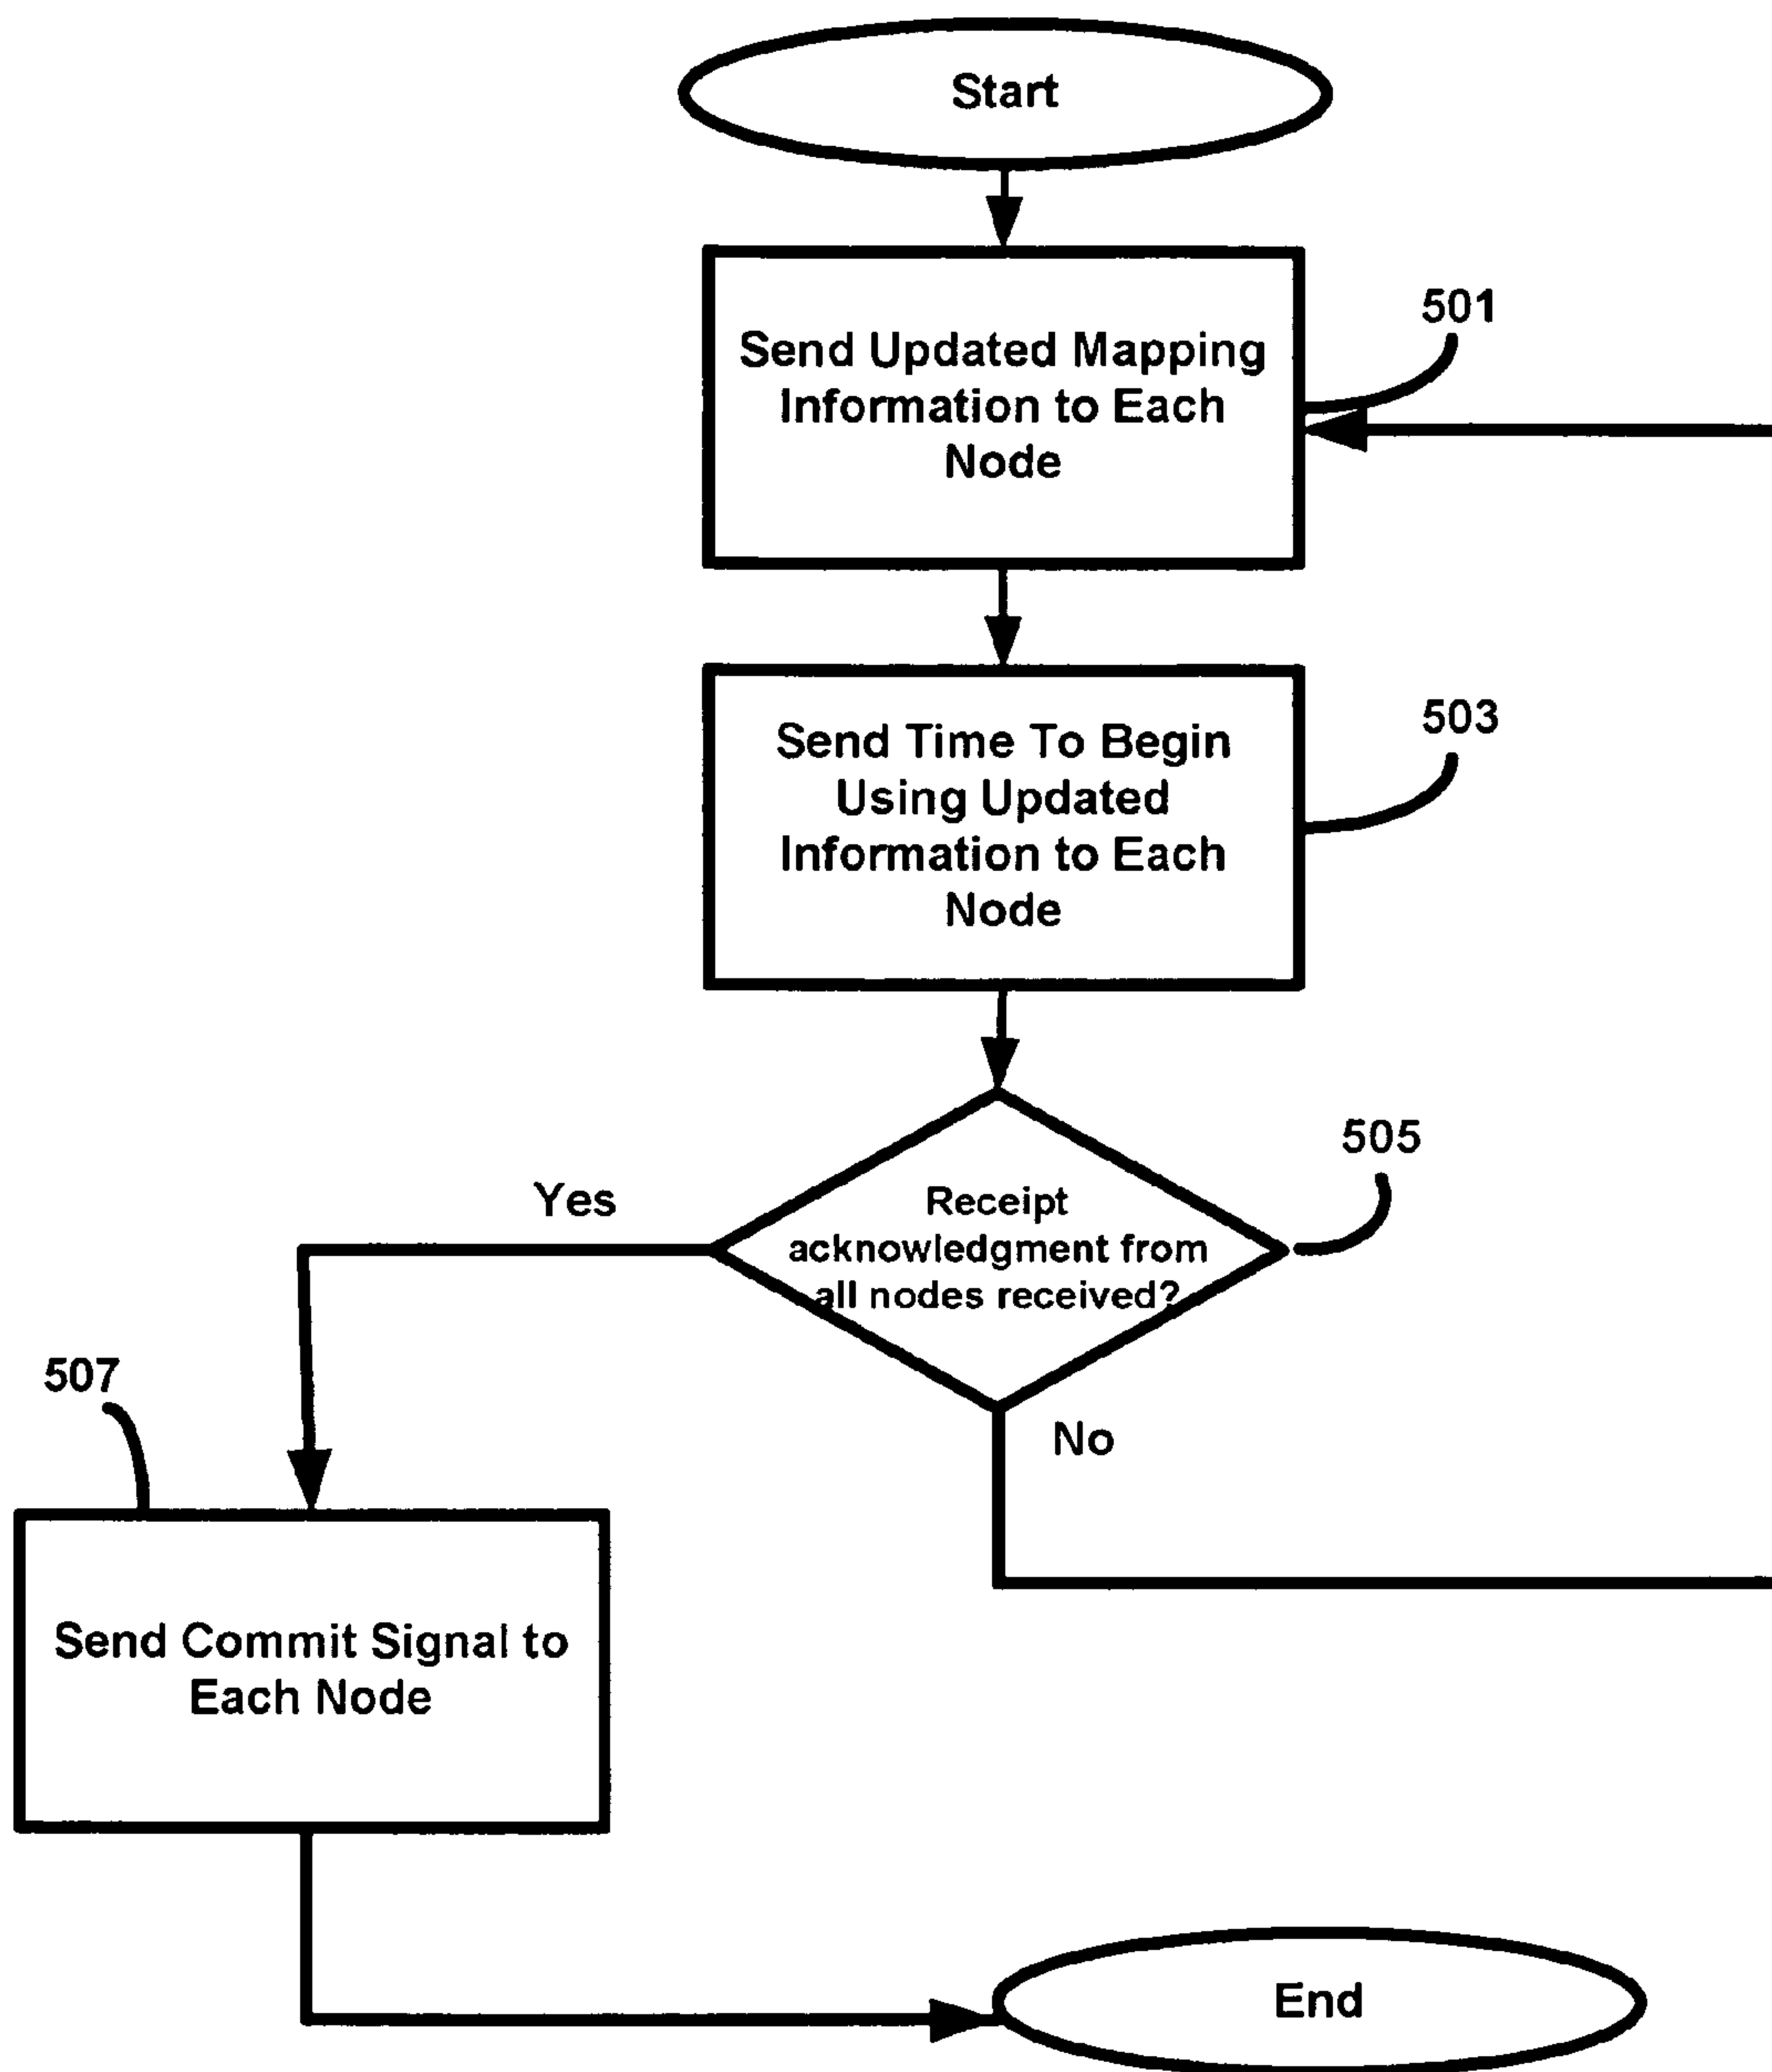 Start
501
Send Updated Mapping
Information to Each
Node
503
Send Time To Begin
Using Updated
Information to Each
Node
505
Yes
Receipt
acknowledgment from
all nodes received?
507
No
Send Commit Signal to
Each Node
End